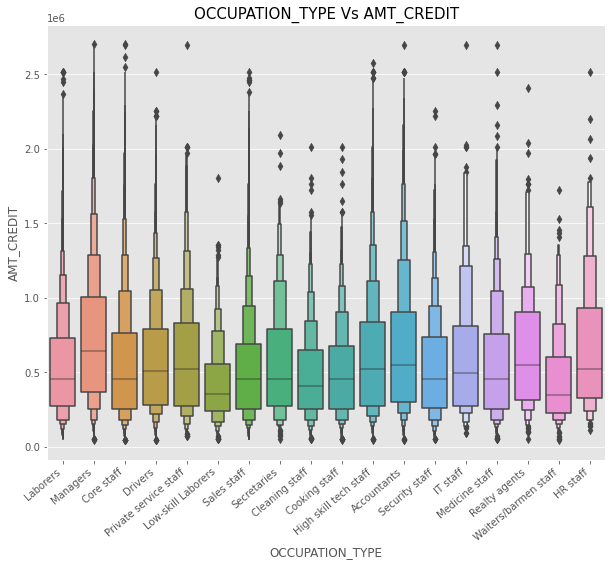 OCCUPATION_TYPE Vs AMT_CREDIT
1e6
2.5
2.0
1.5
1.0
0.5
0.0
AMT_CREDIT
Laborers
Managers
Core staff
Drivers
Private service staff
Low-skill Laborers
Sales staff
Secretaries
Cleaning staff
Cooking staff
High skill tech staff
Accountants
Security staff
IT staff
Medicine staff
Realty agents
Waiters/barmen staff
HR staff
OCCUPATION_TYPE